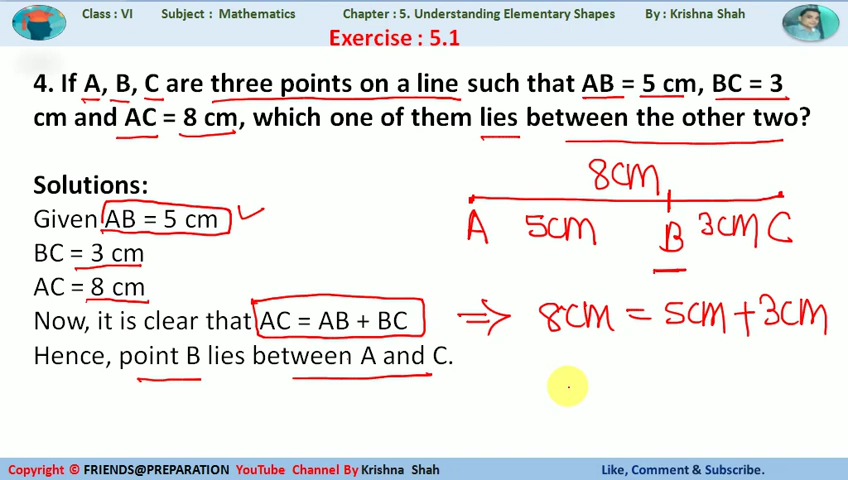 Class : VI Subject : Mathematics Chapter : 5. Understanding Elementary Shapes By : Krishna Shah
Exercise : 5.1
4. If A, B, C are three points on a line such that AB = 5 cm, BC = 3
cm and AC = 8 cm, which one of them lies between the other two?
Solutions:
Given AB = 5 cm
BC = 3 cm
AC = 8 cm
Now, it is clear that AC = AB + BC
Hence, point B lies between A and C.
8cm
A 5cm B 3cm C
⇒ 8cm = 5cm + 3cm
Copyright © FRIENDS@PREPARATION YouTube Channel By Krishna Shah Like, Comment & Subscribe.